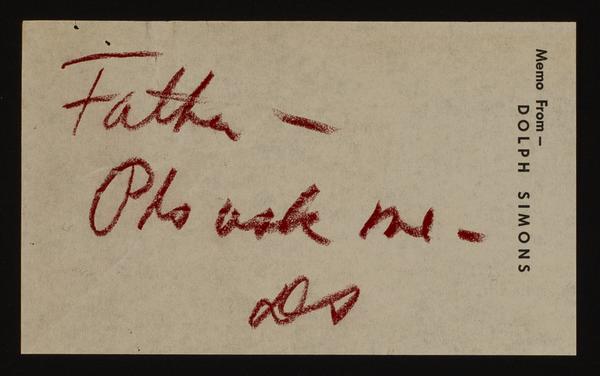 Father -
Pls ask me -
DS
Memo From —
DOLPH SIMONS